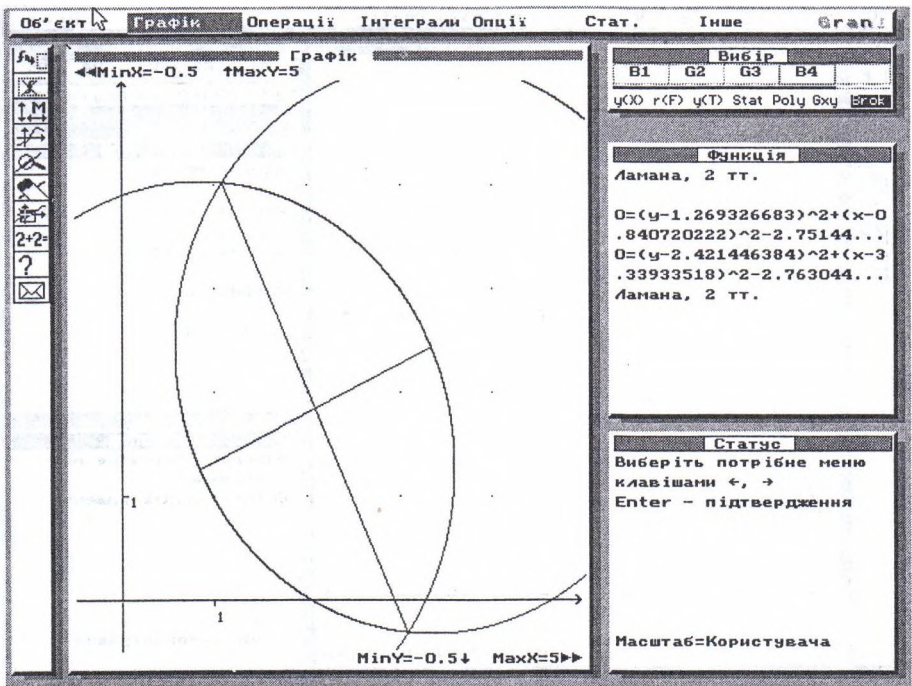 Об'єкт Графік Операції Інтеграли Опції Стат. Інше Gran1
Графік
◄◄MinX=-0.5 ↑MaxY=5
1
1
MinY=-0.5↓ MaxX=5►►
2+2=
?
Вибір
B1 G2 G3 B4
y(X) r(F) y(T) Stat Poly Gxy Brok
Функція
Ламана, 2 тт.
0=(y-1.269326683)^2+(x-0
.840720222)^2-2.75144...
0=(y-2.421446384)^2+(x-3
.33933518)^2-2.763044...
Ламана, 2 тт.
Статус
Виберіть потрібне меню
клавішами ←, →
Enter - підтвердження
Масштаб=Користувача